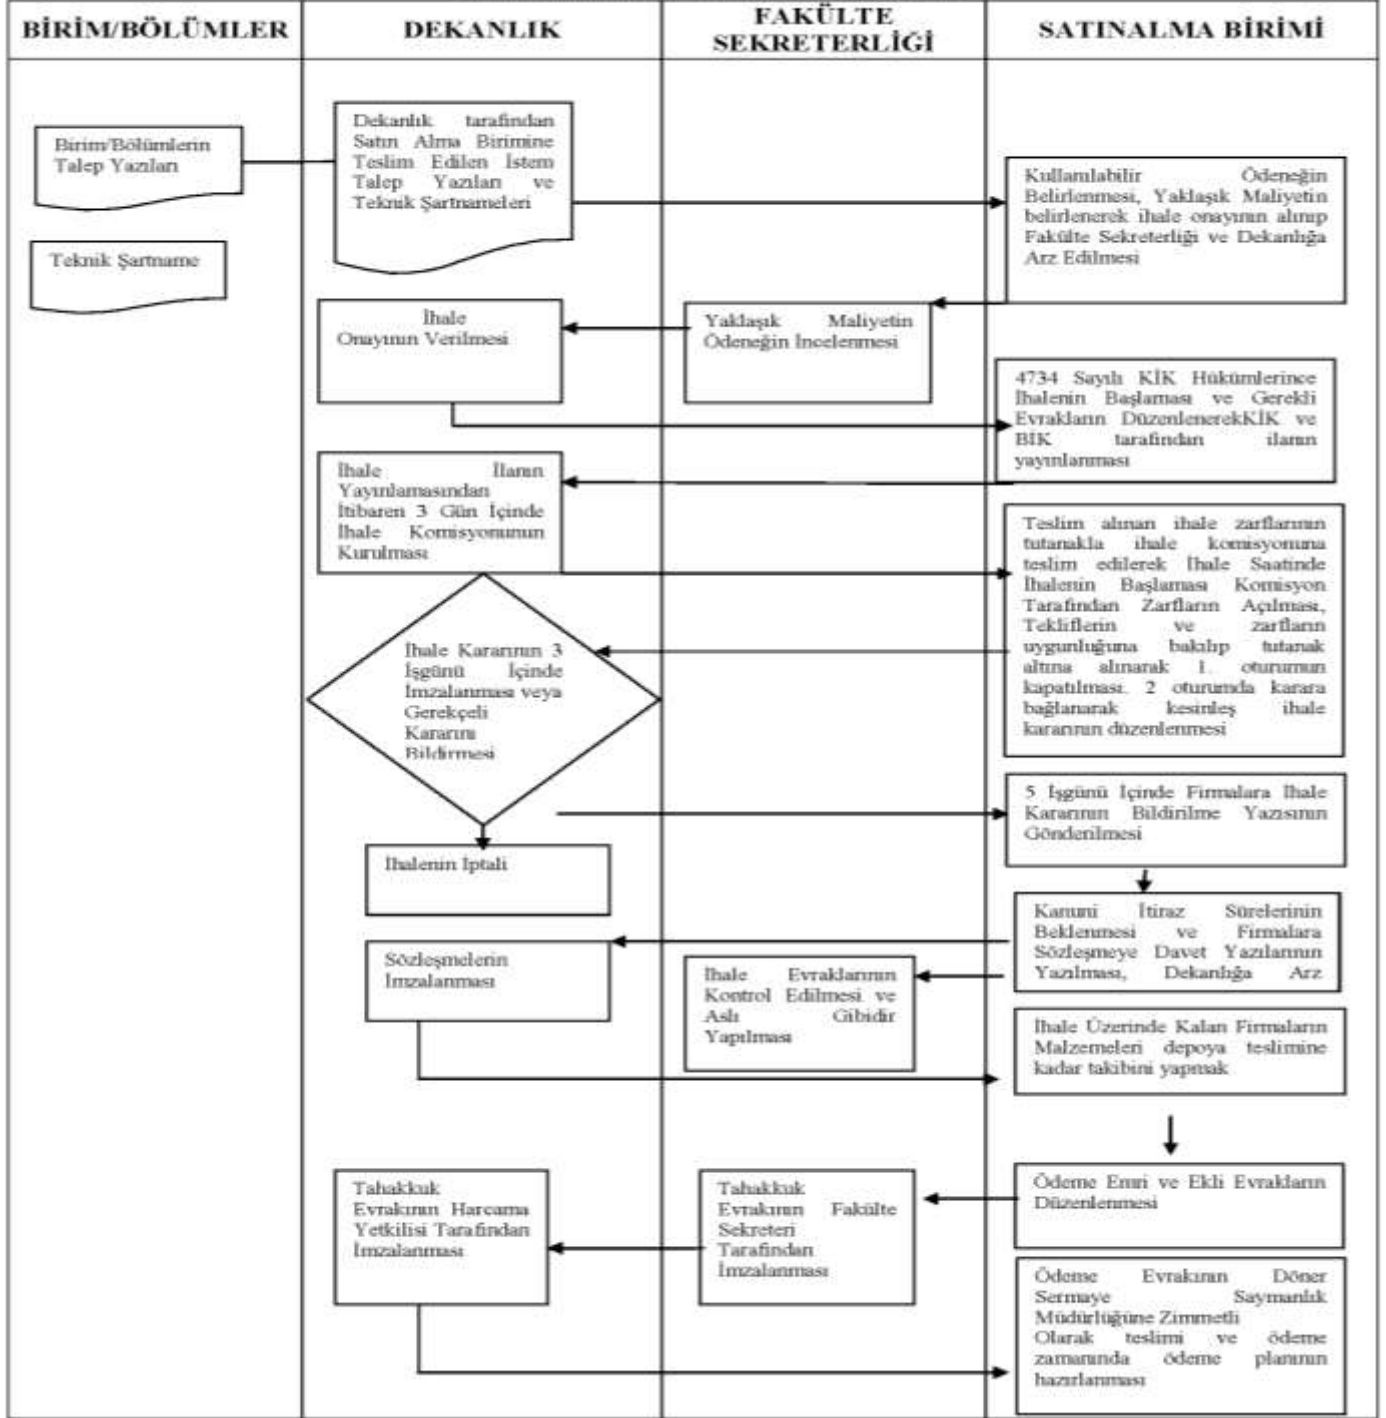 BİRİM/BÖLÜMLER
DEKANLIK
FAKÜLTE
SEKRETERLİĞİ
SATINALMA BİRİMİ
Birim/Bölümlerin
Talep Yazıları
Dekanlık tarafından
Satın Alma Birimine
Teslim Edilen İstem
Talep Yazıları ve
Teknik Şartnameleri
Kullanılabilir Ödeneğin
Belirlenmesi, Yaklaşık Maliyetin
belirlenerek ihale onayının alınıp
Fakülte Sekreterliği ve Dekanlığa
Arz Edilmesi
Teknik Şartname
İhale
Onayının Verilmesi
Yaklaşık Maliyetin
Ödeneğin İncelenmesi
4734 Sayılı KİK Hükümlerince
İhalenin Başlaması ve Gerekli
Evrakların DüzenlenerekKİK ve
BİK tarafından ilanın
yayınlanması
İhale İlanın
Yayınlamasından
İtibaren 3 Gün İçinde
İhale Komisyonunun
Kurulması
Teslim alınan ihale zarflarının
tutanakla ihale komisyonuna
teslim edilerek İhale Saatinde
İhalenin Başlaması Komisyon
Tarafından Zarfların Açılması,
Tekliflerin ve zarfların
uygunluğuna bakılıp tutanak
altına alınarak 1. oturumun
kapatılması. 2 oturumda karara
bağlanarak kesinleş ihale
kararının düzenlenmesi
İhale Kararının 3
İşgünü İçinde
İmzalanması veya
Gerekçeli
Kararını
Bildirmesi
5 İşgünü İçinde Firmalara İhale
Kararının Bildirilme Yazısının
Gönderilmesi
İhalenin İptali
Kanuni İtiraz Sürelerinin
Beklenmesi ve Firmalara
Sözleşmeye Davet Yazılarının
Yazılması, Dekanlığa Arz
Sözleşmelerin
İmzalanması
İhale Evraklarının
Kontrol Edilmesi ve
Aslı Gibidir
Yapılması
İhale Üzerinde Kalan Firmaların
Malzemeleri depoya teslimine
kadar takibini yapmak
Ödeme Emri ve Ekli Evrakların
Düzenlenmesi
Tahakkuk
Evrakının Fakülte
Sekreteri
Tarafından
İmzalanması
Tahakkuk
Evrakının Harcama
Yetkilisi Tarafından
İmzalanması
Ödeme Evrakının Döner
Sermaye Saymanlık
Müdürlüğüne Zimmetli
Olarak teslimi ve ödeme
zamanında ödeme planının
hazırlanması